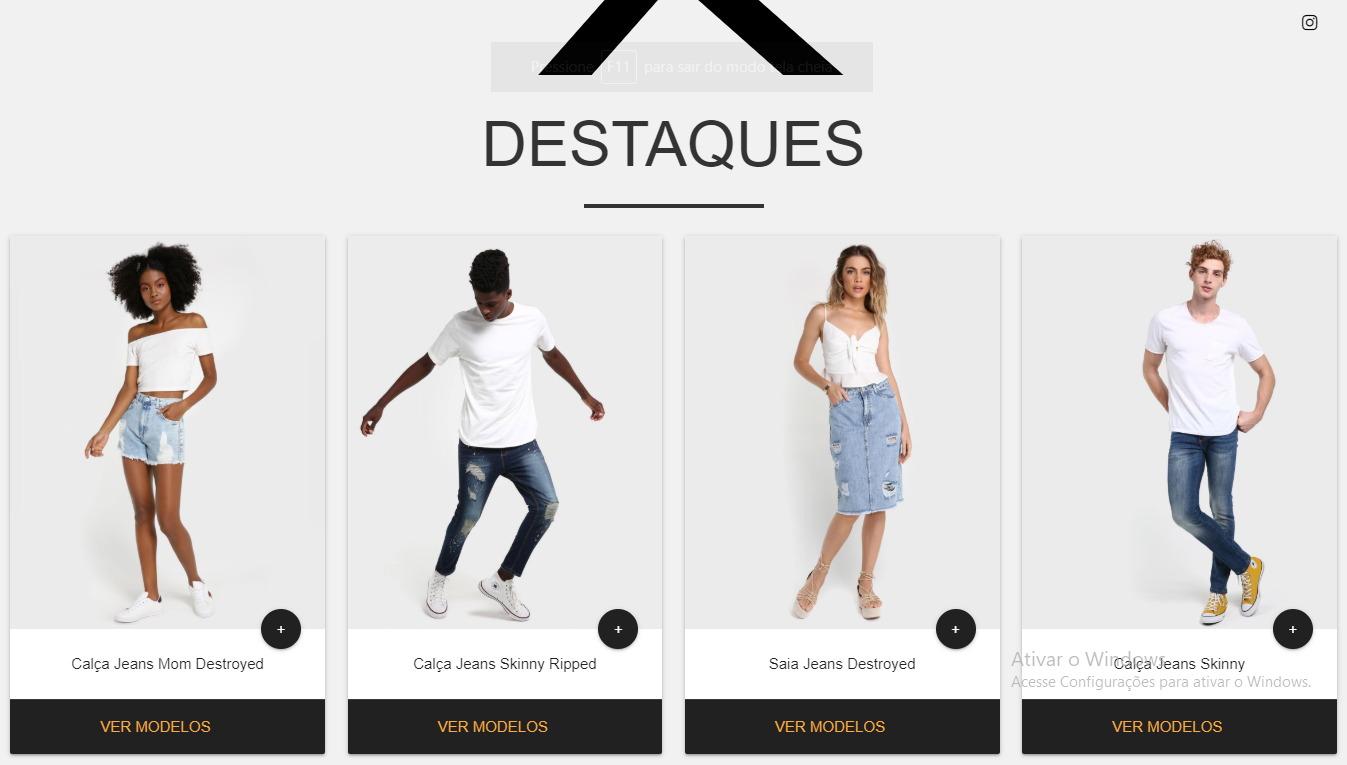 Pressione F11 para sair do modo tela cheia
DESTAQUES
+ + + +
Calça Jeans Mom Destroyed
Calça Jeans Skinny Ripped
Saia Jeans Destroyed
Calça Jeans Skinny
Ativar o Windows
Acesse Configurações para ativar o Windows.
VER MODELOS
VER MODELOS
VER MODELOS
VER MODELOS